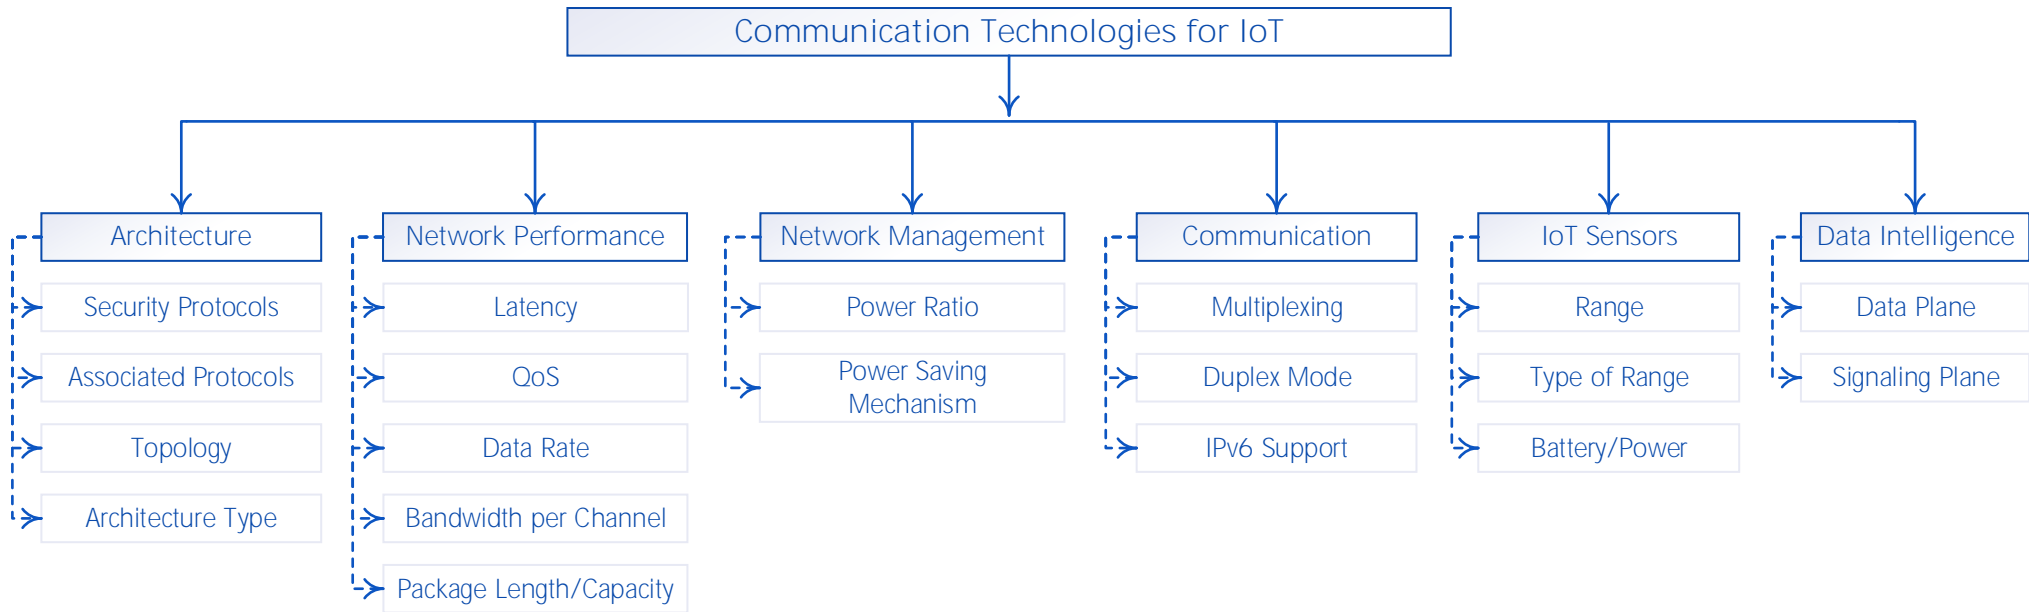 Communication Technologies for IoT
Architecture
Security Protocols
Associated Protocols
Topology
Architecture Type
Network Performance
Latency
QoS
Data Rate
Bandwidth per Channel
Package Length/Capacity
Network Management
Power Ratio
Power Saving
Mechanism
Communication
Multiplexing
Duplex Mode
IPv6 Support
IoT Sensors
Range
Type of Range
Battery/Power
Data Intelligence
Data Plane
Signaling Plane